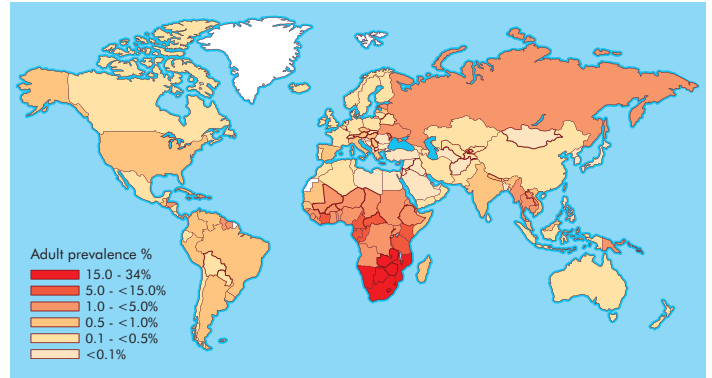 Adult prevalence %
15.0 - 34%
5.0 - <15.0%
1.0 - <5.0%
0.5 - <1.0%
0.1 - <0.5%
<0.1%